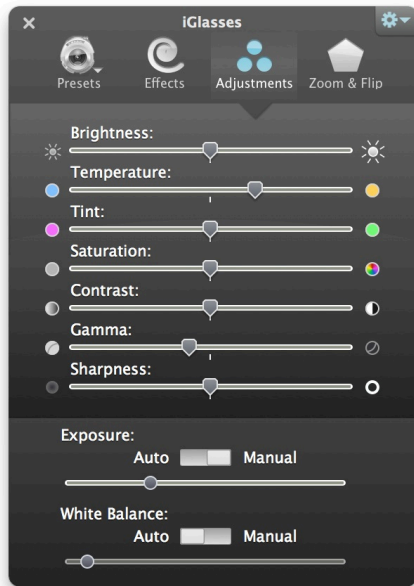 iGlasses
Presets Effects Adjustments Zoom & Flip
Brightness:
Temperature:
Tint:
Saturation:
Contrast:
Gamma:
Sharpness:
Exposure:
Auto Manual
White Balance:
Auto Manual